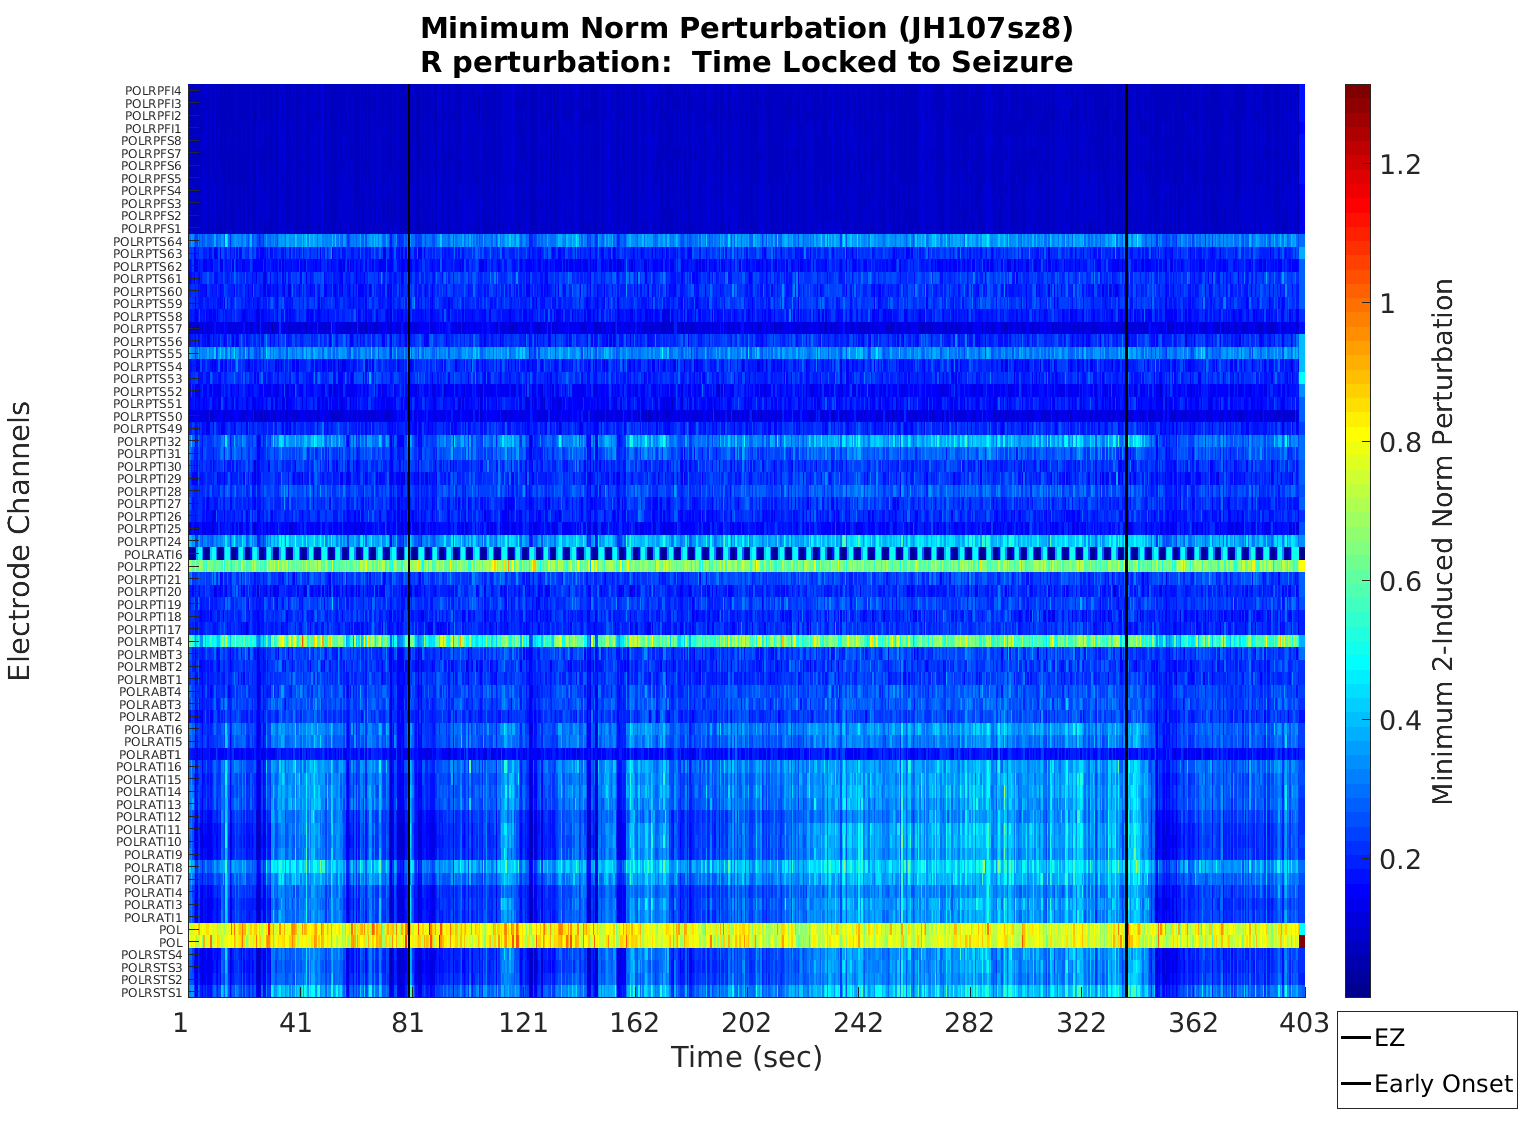 Minimum Norm Perturbation (JH107sz8)
R perturbation:  Time Locked to Seizure
Electrode Channels
POLRPFI4
POLRPFI3
POLRPFI2
POLRPFI1
POLRPFS8
POLRPFS7
POLRPFS6
POLRPFS5
POLRPFS4
POLRPFS3
POLRPFS2
POLRPFS1
POLRPTS64
POLRPTS63
POLRPTS62
POLRPTS61
POLRPTS60
POLRPTS59
POLRPTS58
POLRPTS57
POLRPTS56
POLRPTS55
POLRPTS54
POLRPTS53
POLRPTS52
POLRPTS51
POLRPTS50
POLRPTS49
POLRPTI32
POLRPTI31
POLRPTI30
POLRPTI29
POLRPTI28
POLRPTI27
POLRPTI26
POLRPTI25
POLRPTI24
POLRATI6
POLRPTI22
POLRPTI21
POLRPTI20
POLRPTI19
POLRPTI18
POLRPTI17
POLRMBT4
POLRMBT3
POLRMBT2
POLRMBT1
POLRABT4
POLRABT3
POLRABT2
POLRATI6
POLRATI5
POLRABT1
POLRATI16
POLRATI15
POLRATI14
POLRATI13
POLRATI12
POLRATI11
POLRATI10
POLRATI9
POLRATI8
POLRATI7
POLRATI4
POLRATI3
POLRATI1
POL
POL
POLRSTS4
POLRSTS3
POLRSTS2
POLRSTS1
1 41 81 121 162 202 242 282 322 362 403
Time (sec)
1.2
1
0.8
0.6
0.4
0.2
Minimum 2-Induced Norm Perturbation
EZ
Early Onset